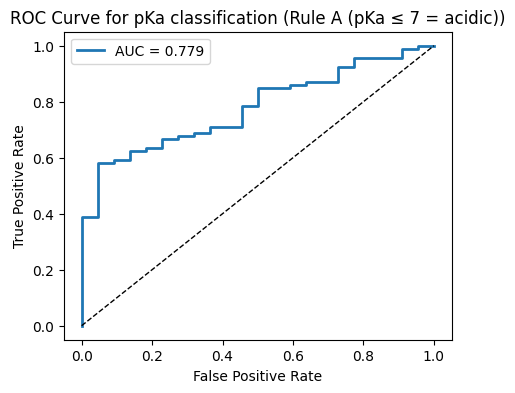 ROC Curve for pKa classification (Rule A (pKa ≤ 7 = acidic))
AUC = 0.779
True Positive Rate
1.0
0.8
0.6
0.4
0.2
0.0
0.0 0.2 0.4 0.6 0.8 1.0
False Positive Rate